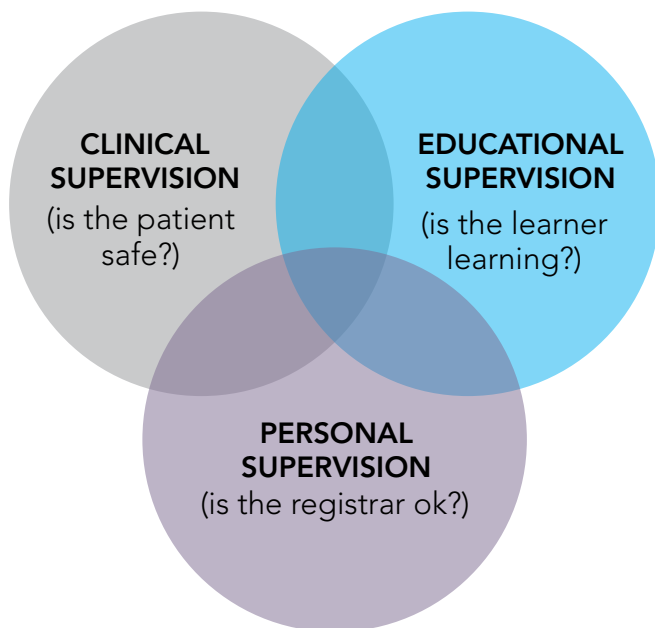 CLINICAL
SUPERVISION
(is the patient
safe?)
EDUCATIONAL
SUPERVISION
(is the learner
learning?)
PERSONAL
SUPERVISION
(is the registrar ok?)